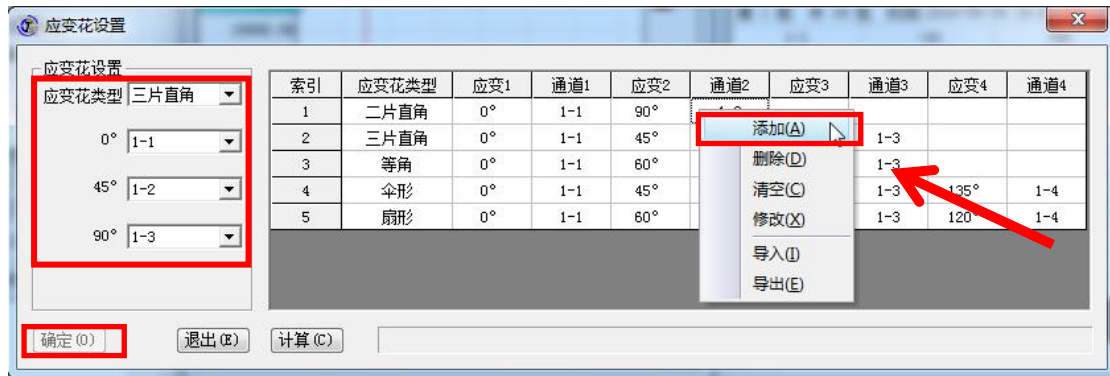 应变花设置
应变花设置
应变花类型 三片直角
0° 1-1
45° 1-2
90° 1-3
索引 应变花类型 应变1 通道1 应变2 通道2 应变3 通道3 应变4 通道4
1 二片直角 0° 1-1 90°
2 三片直角 0° 1-1 45° 1-3
3 等角 0° 1-1 60° 1-3
4 伞形 0° 1-1 45° 1-3 135° 1-4
5 扇形 0° 1-1 60° 1-3 120° 1-4
添加(A)
删除(D)
清空(C)
修改(X)
导入(I)
导出(E)
确定(O) 退出(E) 计算(C)